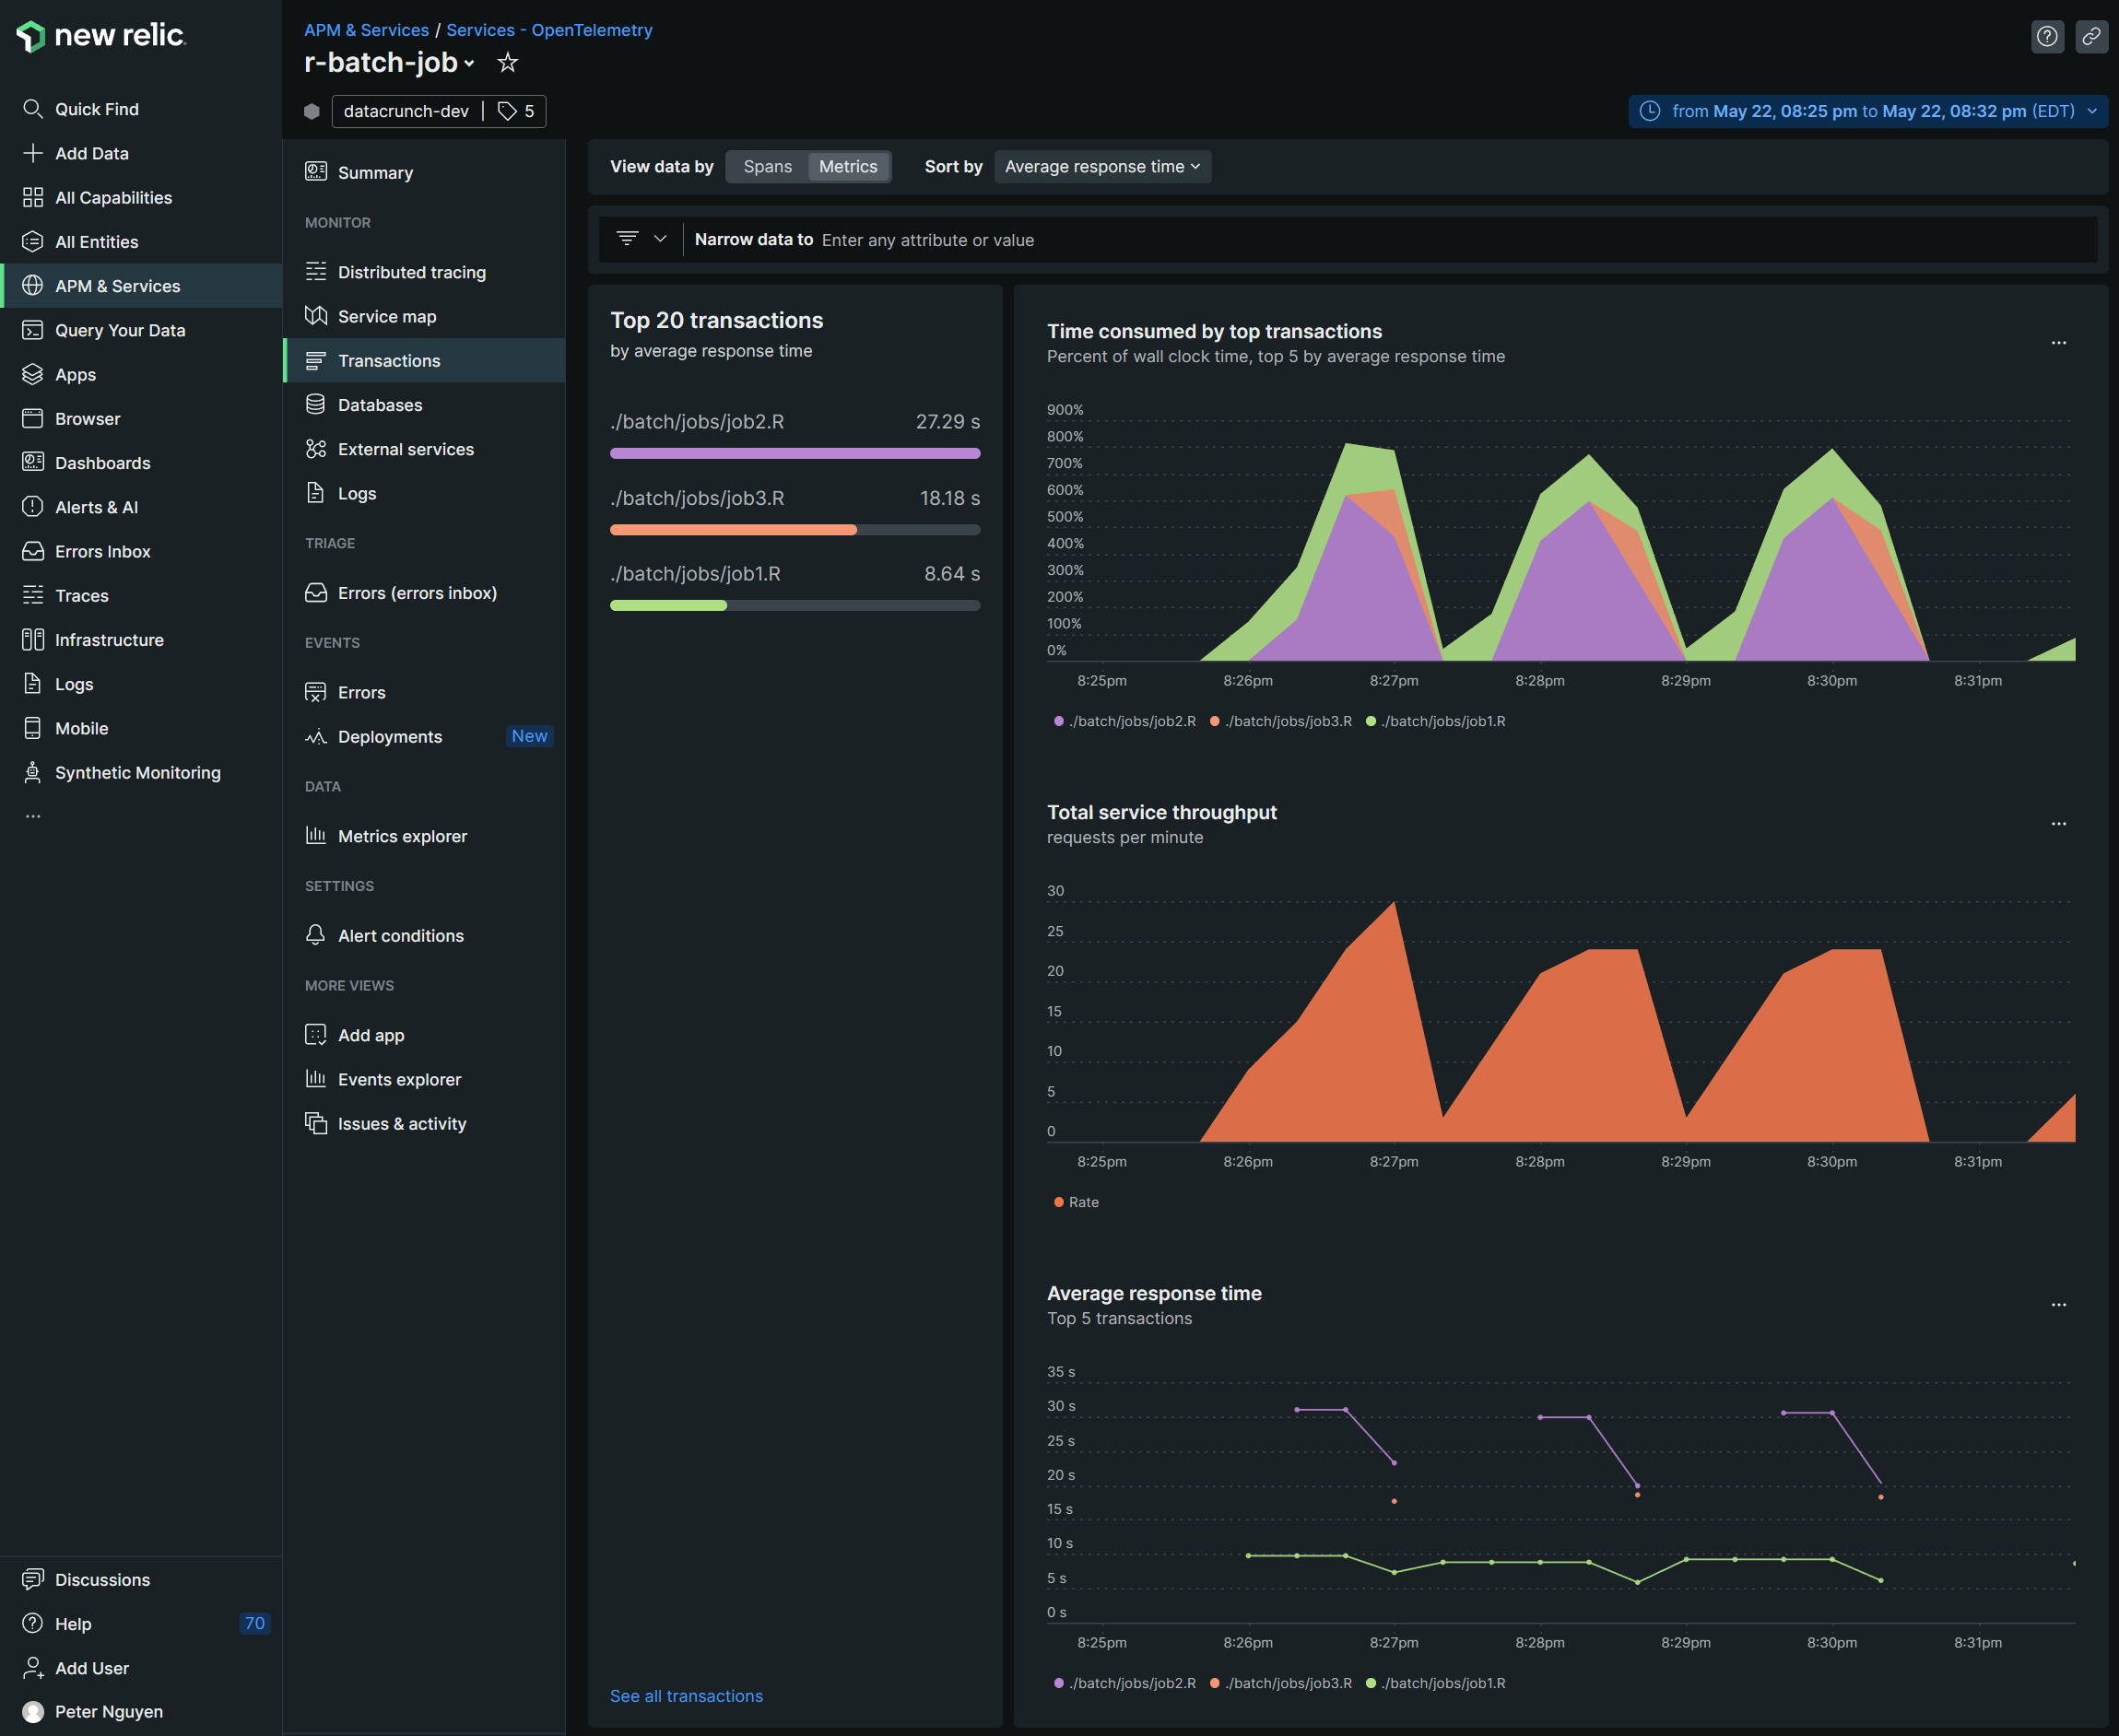 new relic
Quick Find
Add Data
All Capabilities
All Entities
APM & Services
Query Your Data
Apps
Browser
Dashboards
Alerts & AI
Errors Inbox
Traces
Infrastructure
Logs
Mobile
Synthetic Monitoring
...
Discussions
Help 70
Add User
Peter Nguyen
APM & Services / Services - OpenTelemetry
r-batch-job
datacrunch-dev | 5
from May 22, 08:25 pm to May 22, 08:32 pm (EDT)
Summary
MONITOR
Distributed tracing
Service map
Transactions
Databases
External services
Logs
TRIAGE
Errors (errors inbox)
EVENTS
Errors
Deployments New
DATA
Metrics explorer
SETTINGS
Alert conditions
MORE VIEWS
Add app
Events explorer
Issues & activity
View data by Spans Metrics Sort by Average response time
Narrow data to Enter any attribute or value
Top 20 transactions
by average response time
./batch/jobs/job2.R 27.29 s
./batch/jobs/job3.R 18.18 s
./batch/jobs/job1.R 8.64 s
See all transactions
Time consumed by top transactions
Percent of wall clock time, top 5 by average response time
...
900%
800%
700%
600%
500%
400%
300%
200%
100%
0%
8:25pm 8:26pm 8:27pm 8:28pm 8:29pm 8:30pm 8:31pm
./batch/jobs/job2.R ./batch/jobs/job3.R ./batch/jobs/job1.R
Total service throughput
requests per minute
...
30
25
20
15
10
5
0
8:25pm 8:26pm 8:27pm 8:28pm 8:29pm 8:30pm 8:31pm
Rate
Average response time
Top 5 transactions
...
35 s
30 s
25 s
20 s
15 s
10 s
5 s
0 s
8:25pm 8:26pm 8:27pm 8:28pm 8:29pm 8:30pm 8:31pm
./batch/jobs/job2.R ./batch/jobs/job3.R ./batch/jobs/job1.R